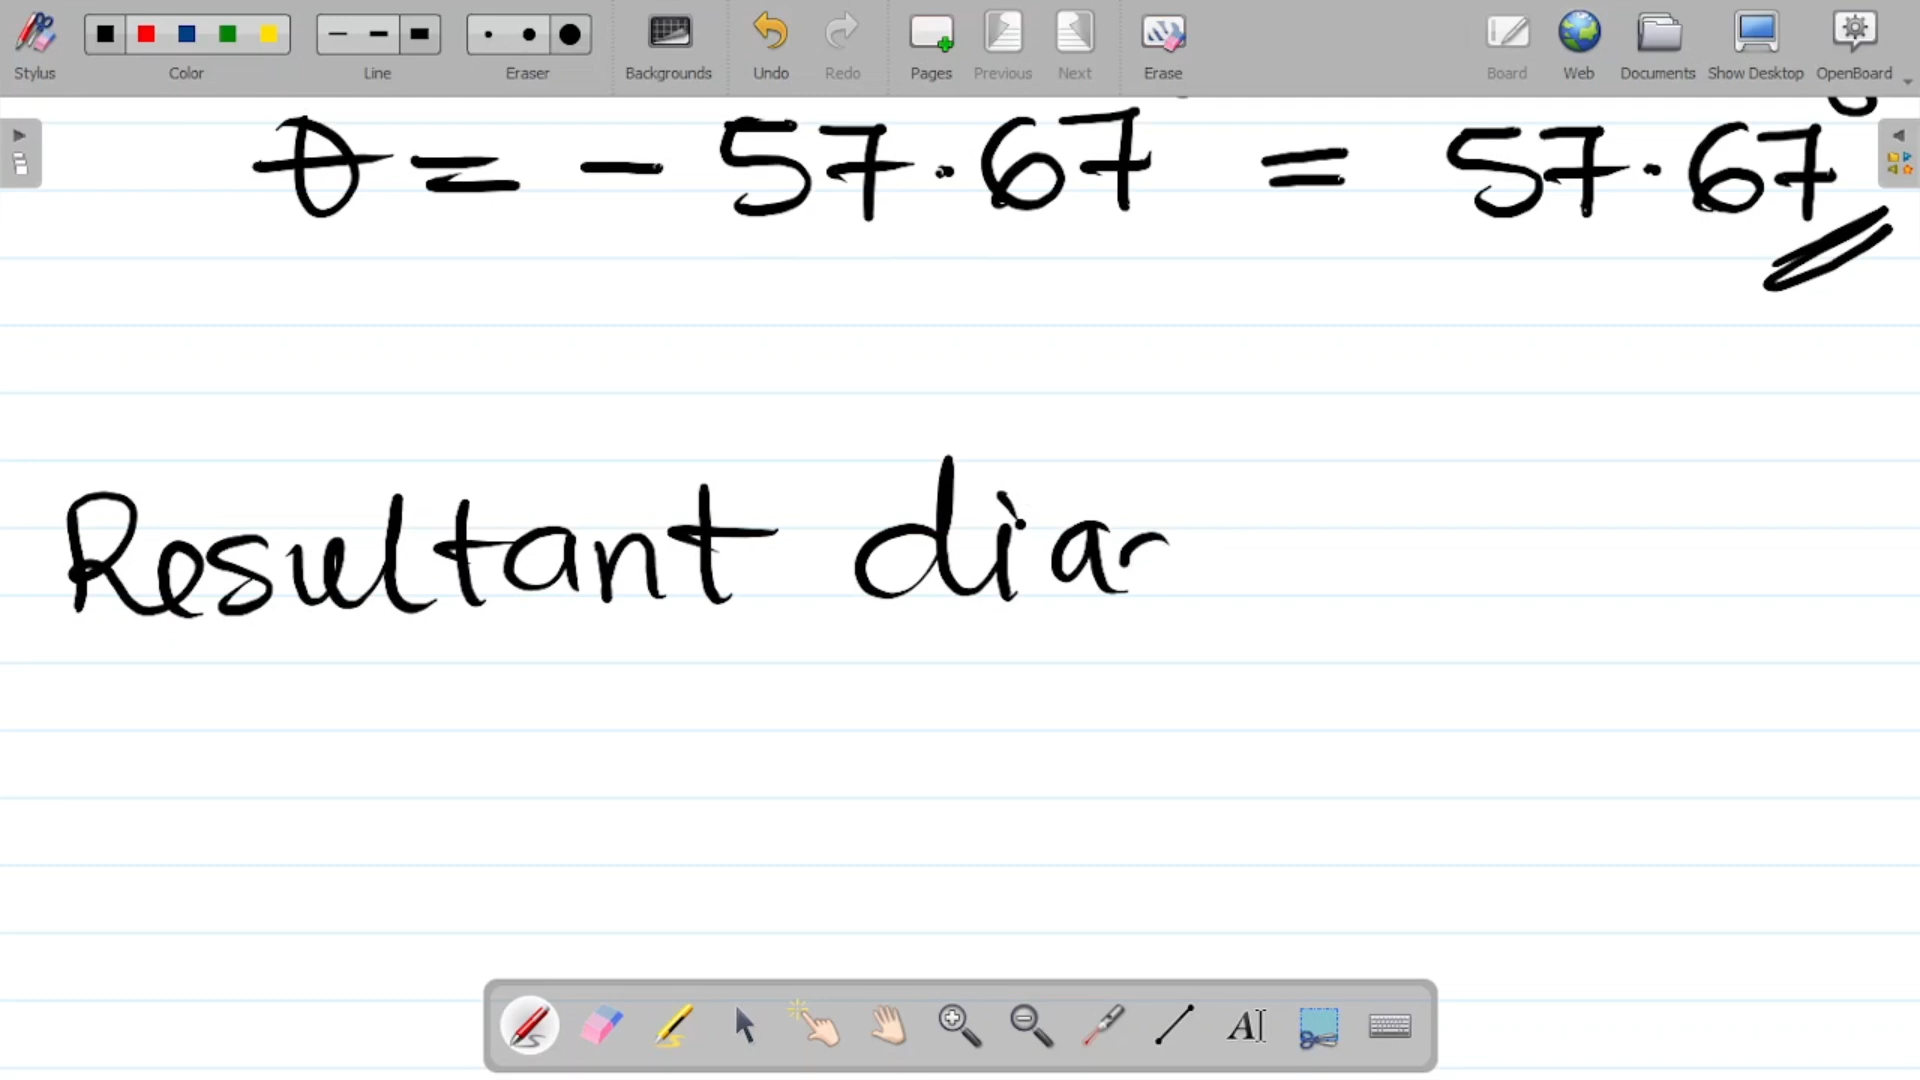 Stylus Color Line Eraser Backgrounds Undo Redo Pages Previous Next Erase Board Web Documents Show Desktop OpenBoard
θ = - 57.67 = 57.67°
Resultant dia